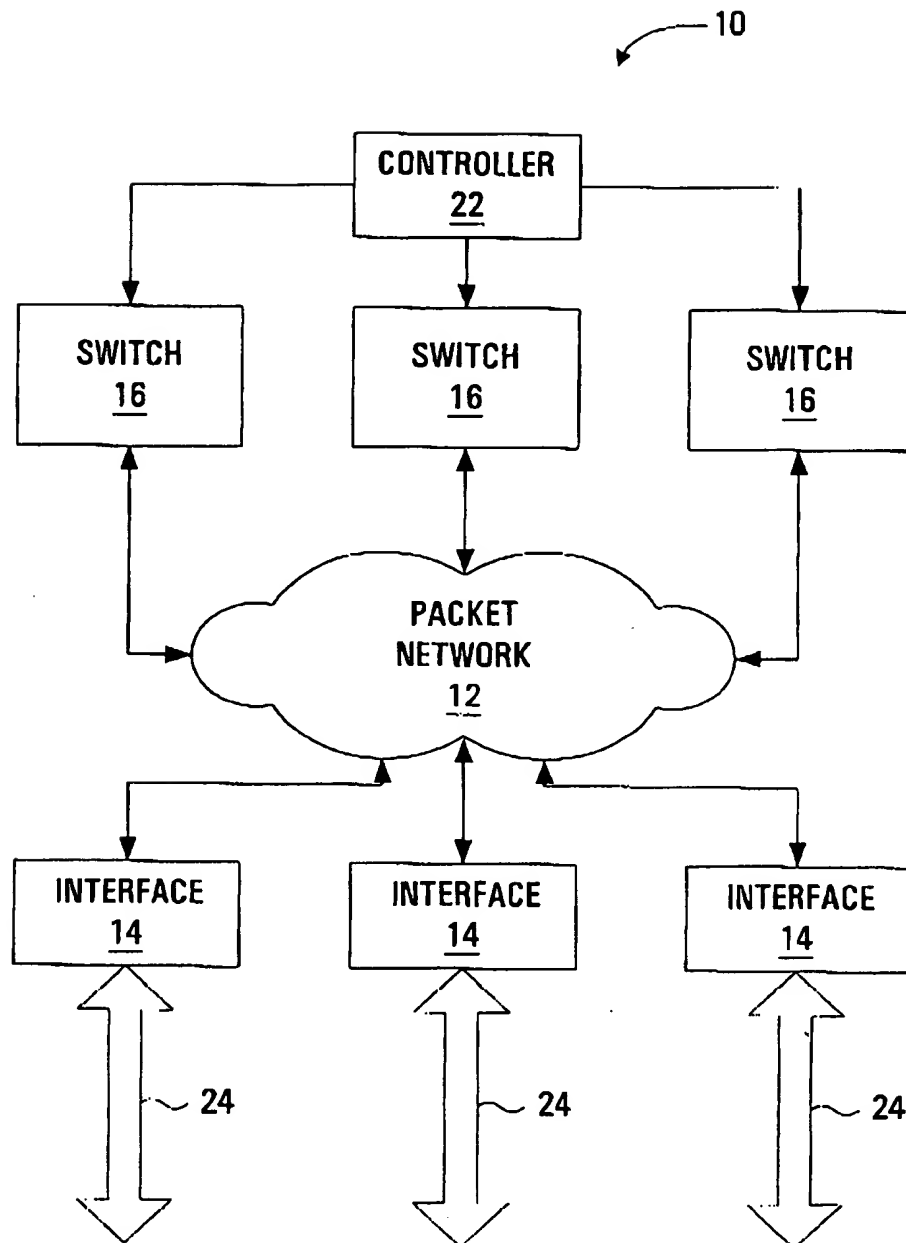 10
CONTROLLER
22
SWITCH
16
SWITCH
16
SWITCH
16
PACKET
NETWORK
12
INTERFACE
14
INTERFACE
14
INTERFACE
14
24
24
24